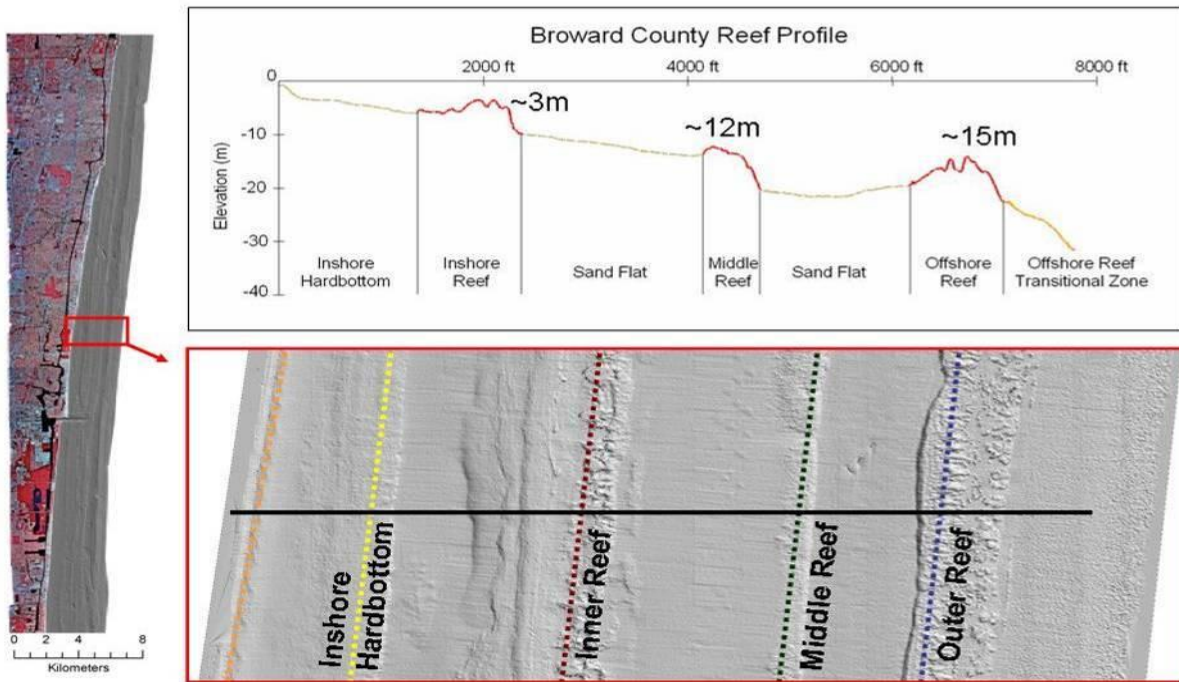 Broward County Reef Profile
0
2000 ft
4000 ft
6000 ft
8000 ft
~3m
~12m
~15m
-10
-20
-30
-40
Elevation (m)
Inshore
Hardbottom
Inshore
Reef
Sand Flat
Middle
Reef
Sand Flat
Offshore
Reef
Offshore Reef
Transitional Zone
Inshore
Hardbottom
Inner Reef
Middle Reef
Outer Reef
0 2 4 8
Kilometers